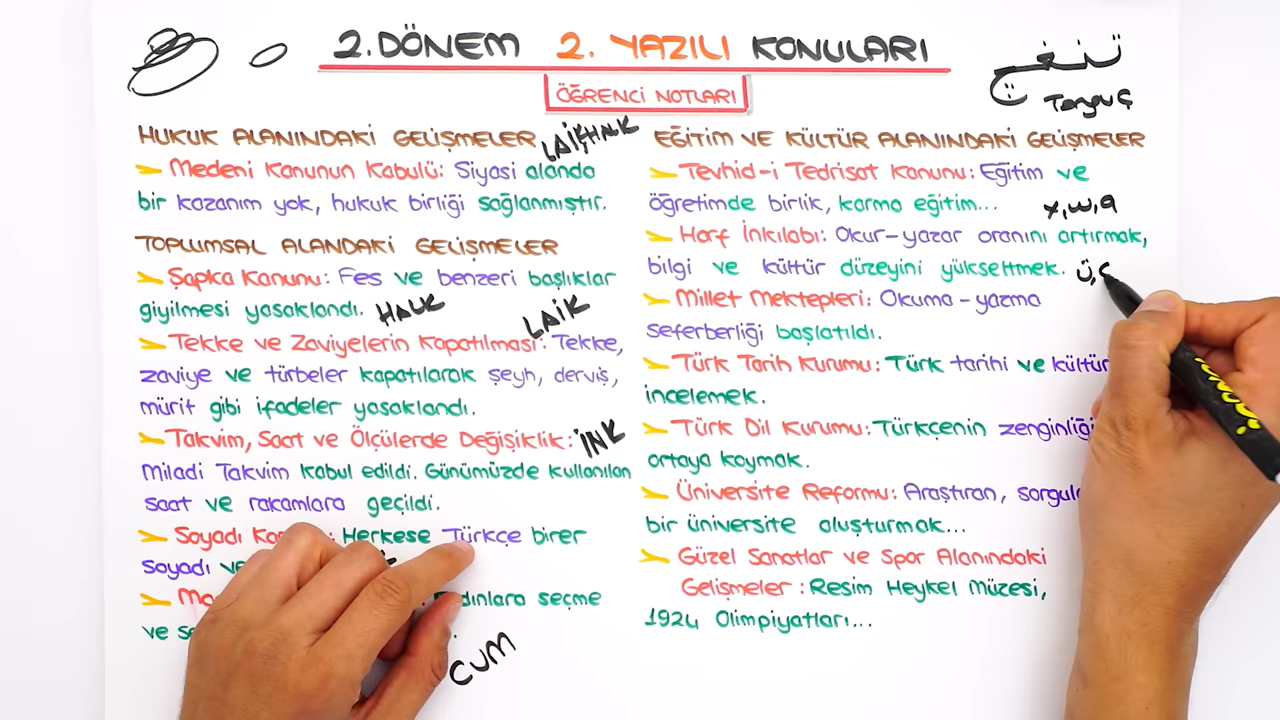 2. DÖNEM 2. YAZILI KONULARI
ÖĞRENCİ NOTLARI
Tonguç
HUKUK ALANINDAKİ GELİŞMELER
LAİK HALK
Medeni Kanunun Kabulü: Siyasi alanda
bir kazanım yok, hukuk birliği sağlanmıştır.
TOPLUMSAL ALANDAKİ GELİŞMELER
Şapka Kanunu: Fes ve benzeri başlıklar
giyilmesi yasaklandı. HALK
LAİK
Tekke ve Zaviyelerin Kapatılması: Tekke,
zaviye ve türbeler kapatılarak şeyh, derviş,
mürit gibi ifadeler yasaklandı.
Takvim, Saat ve Ölçülerde Değişiklik: İNK
Miladi Takvim kabul edildi. Günümüzde kullanılan
saat ve rakamlara geçildi.
Soyadı Herkese Türkçe birer
soyadı
seçme
ve
CUM
EĞİTİM VE KÜLTÜR ALANINDAKİ GELİŞMELER
Tevhid-i Tedrisat Kanunu: Eğitim ve
öğretimde birlik, karma eğitim...
x, w, q
Harf İnkılabı: Okur-yazar oranını artırmak,
bilgi ve kültür düzeyini yükseltmek. ü,
Millet Mektepleri: Okuma-yazma
seferberliği başlatıldı.
Türk Tarih Kurumu: Türk tarihi ve kültür
incelemek.
Türk Dil Kurumu: Türkçenin zenginliği
ortaya koymak.
Üniversite Reformu: Araştıran,
bir üniversite oluşturmak...
Güzel Sanatlar ve Spor Alanındaki
Gelişmeler: Resim Heykel Müzesi,
1924 Olimpiyatları...